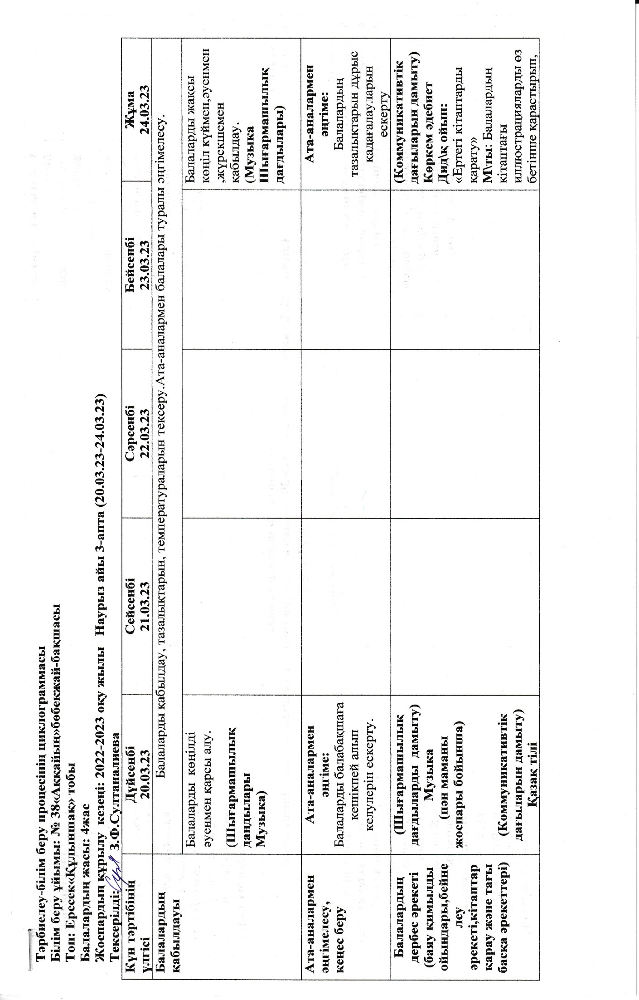 Тәрбиелеу-білім беру процесінің циклограммасы
Білім беру ұйымы: № 38«Аққайың»бөбекжай-бақшасы
Топ: Ересек«Құлыншақ» тобы
Балалардың жасы: 4жас
Жоспардың құрылу кезеңі: 2022-2023 оқу жылы Наурыз айы 3-апта (20.03.23-24.03.23)
Тексерілді: З.Ф.Султаналиева
Күн тәртібінің
үлгісі
Дүйсенбі
20.03.23
Сейсенбі
21.03.23
Сәрсенбі
22.03.23
Бейсенбі
23.03.23
Жұма
24.03.23
Балалардың
қабылдауы
Балаларды қабылдау, тазалықтарын, температураларын тексеру.Ата-аналармен балалары туралы әңгімелесу.
Балаларды көңілді
әуенмен қарсы алу.
(Шығармашылық
даңдылары
Музыка)
Балаларды жақсы
көңіл күймен,әуенмен
,жүрекшемен
қабылдау.
(Музыка
Шығармашылық
дағдылары)
Ата-аналармен
әңгімелесу,
кеңес беру
Ата-аналармен
әңгіме:
Балаларды балабақшаға
кешікпей алып
келулерін ескерту.
Ата-аналармен
әңгіме:
Балалардың
тазалықтарын дұрыс
қадағалауларын
ескерту
Балалардың
дербес әрекеті
(баяу қимылды
ойындары,бейне
леу
әрекеті,кітаптар
қарау және тағы
басқа әрекеттері)
(Шығармашылық
дағдыларды дамыту)
Музыка
(пән маманы
жоспары бойынша)
(Коммуникативтік
дағыларын дамыту)
Қазақ тілі
(Коммуникативтік
дағыларын дамыту)
Көркем әдебиет
Дид\қ ойын:
«Ертегі кітаптарды
қарату»
М\ты: Балалардың
кітаптағы
иллюстрацияларды өз
бетінше қарастырып,